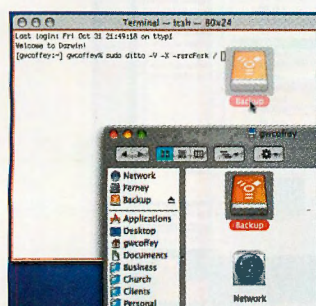 Terminal — tcsh — 80x24
Last login: Fri Oct 31 21:49:18 on ttyp1
Welcome to Darwin!
[gwcoffey:~] gwcoffey% sudo ditto -V -X -rsrcFork /
Backup
gwcoffey
Network
Ferney
Backup
Applications
Desktop
gwcoffey
Documents
Business
Church
Clients
Personal
Backup
Network